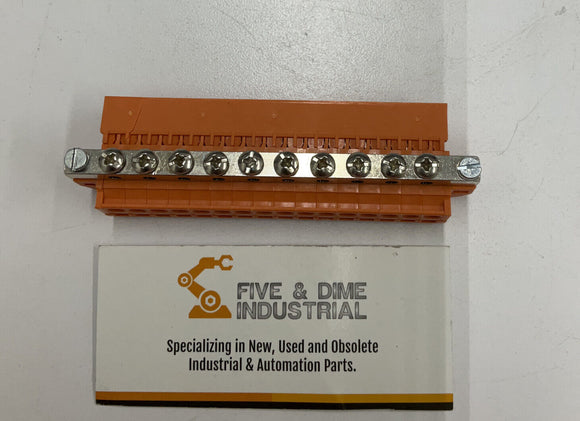 FIVE & DIME
INDUSTRIAL
Specializing in New, Used and Obsolete
Industrial & Automation Parts.